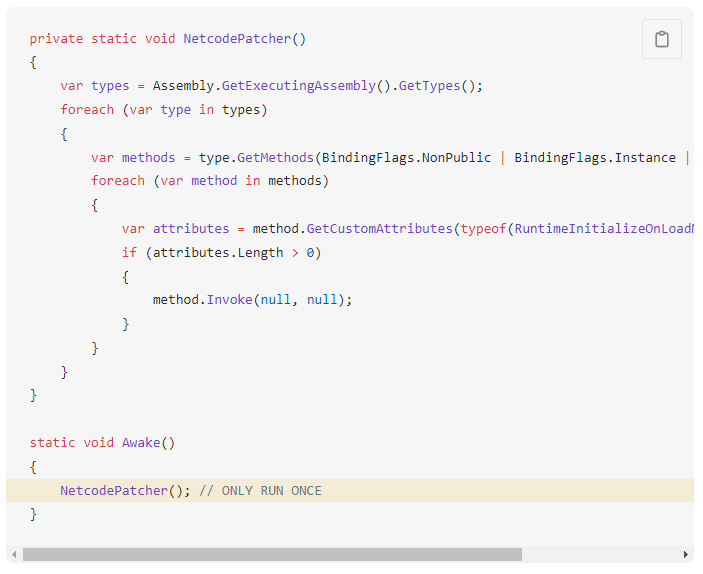 private static void NetcodePatcher()
{
    var types = Assembly.GetExecutingAssembly().GetTypes();
    foreach (var type in types)
    {
        var methods = type.GetMethods(BindingFlags.NonPublic | BindingFlags.Instance |
        foreach (var method in methods)
        {
            var attributes = method.GetCustomAttributes(typeof(RuntimeInitializeOnLoad
            if (attributes.Length > 0)
            {
                method.Invoke(null, null);
            }
        }
    }
}

static void Awake()
{
    NetcodePatcher(); // ONLY RUN ONCE
}